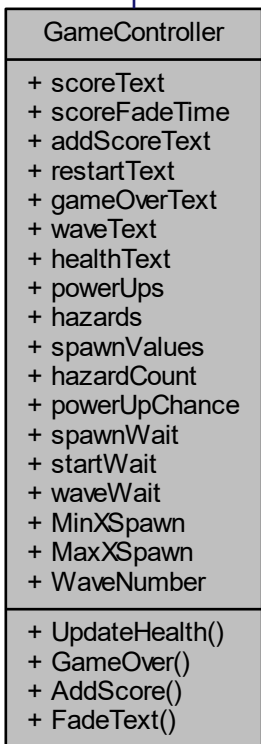 GameController
+ scoreText
+ scoreFadeTime
+ addScoreText
+ restartText
+ gameOverText
+ waveText
+ healthText
+ powerUps
+ hazards
+ spawnValues
+ hazardCount
+ powerUpChance
+ spawnWait
+ startWait
+ waveWait
+ MinXSpawn
+ MaxXSpawn
+ WaveNumber
+ UpdateHealth()
+ GameOver()
+ AddScore()
+ FadeText()